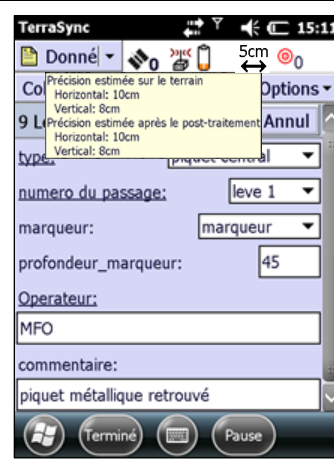 TerraSync 15:11
Donné 0 5cm 0
Précision estimée sur le terrain
Horizontal: 10cm
Vertical: 8cm
Précision estimée après le post-traitement
Horizontal: 10cm
Vertical: 8cm
Co Options
9 Le Annul
type: piquet central
numero du passage: leve 1
marqueur: marqueur
profondeur_marqueur: 45
Operateur:
MFO
commentaire:
piquet métallique retrouvé
Terminé Pause